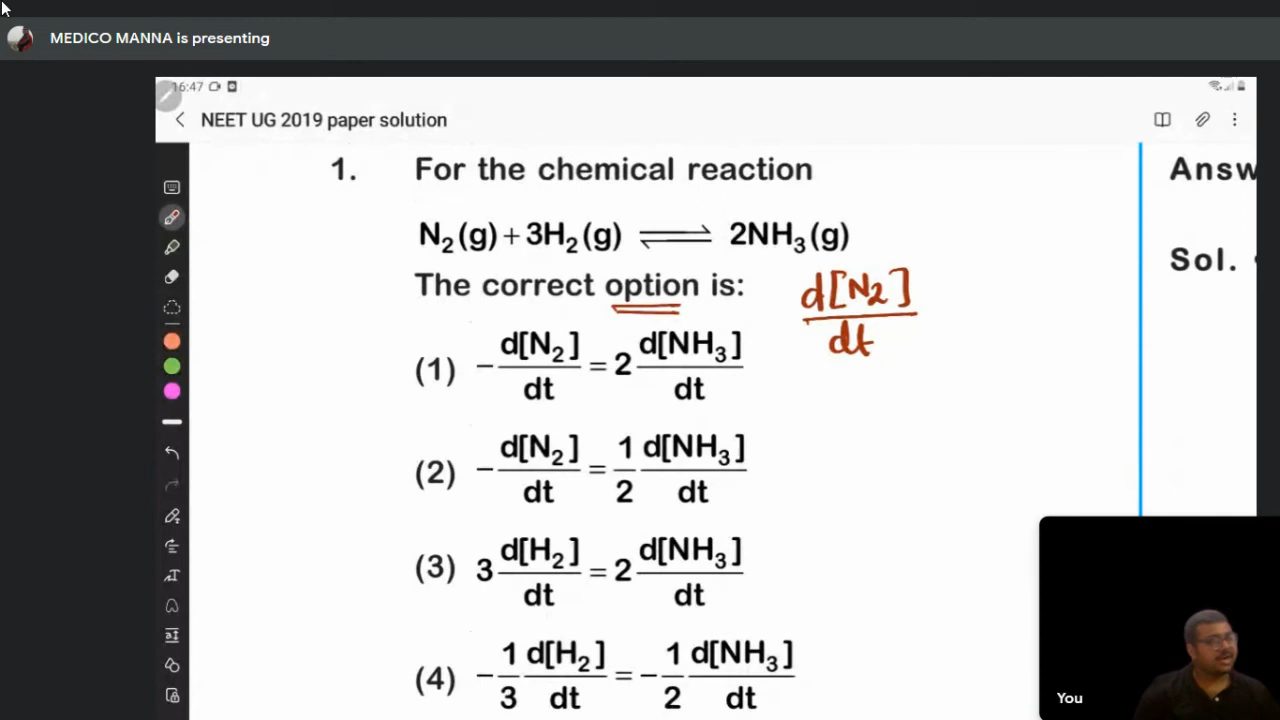 MEDICO MANNA is presenting
16:47
NEET UG 2019 paper solution
1. For the chemical reaction
N₂(g)+3H₂(g) ⇌ 2NH₃(g)
The correct option is:
d[N₂]/dt
(1) -d[N₂]/dt = 2 d[NH₃]/dt
(2) -d[N₂]/dt = 1/2 d[NH₃]/dt
(3) 3 d[H₂]/dt = 2 d[NH₃]/dt
(4) -1/3 d[H₂]/dt = -1/2 d[NH₃]/dt
Answ
Sol.
You